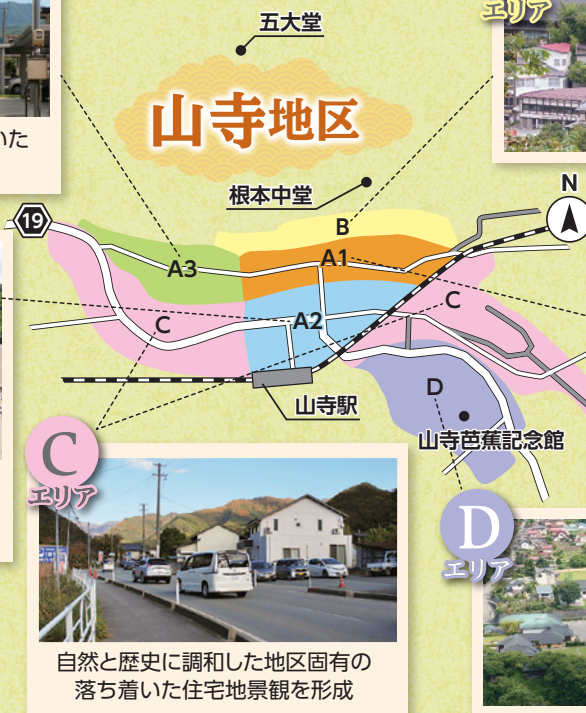 エリア
五大堂
山寺地区
いた
根本中堂
N
19
B
A1
A3
C
C
A2
D
山寺駅
山寺芭蕉記念館
C
エリア
D
エリア
自然と歴史に調和した地区固有の
落ち着いた住宅地景観を形成